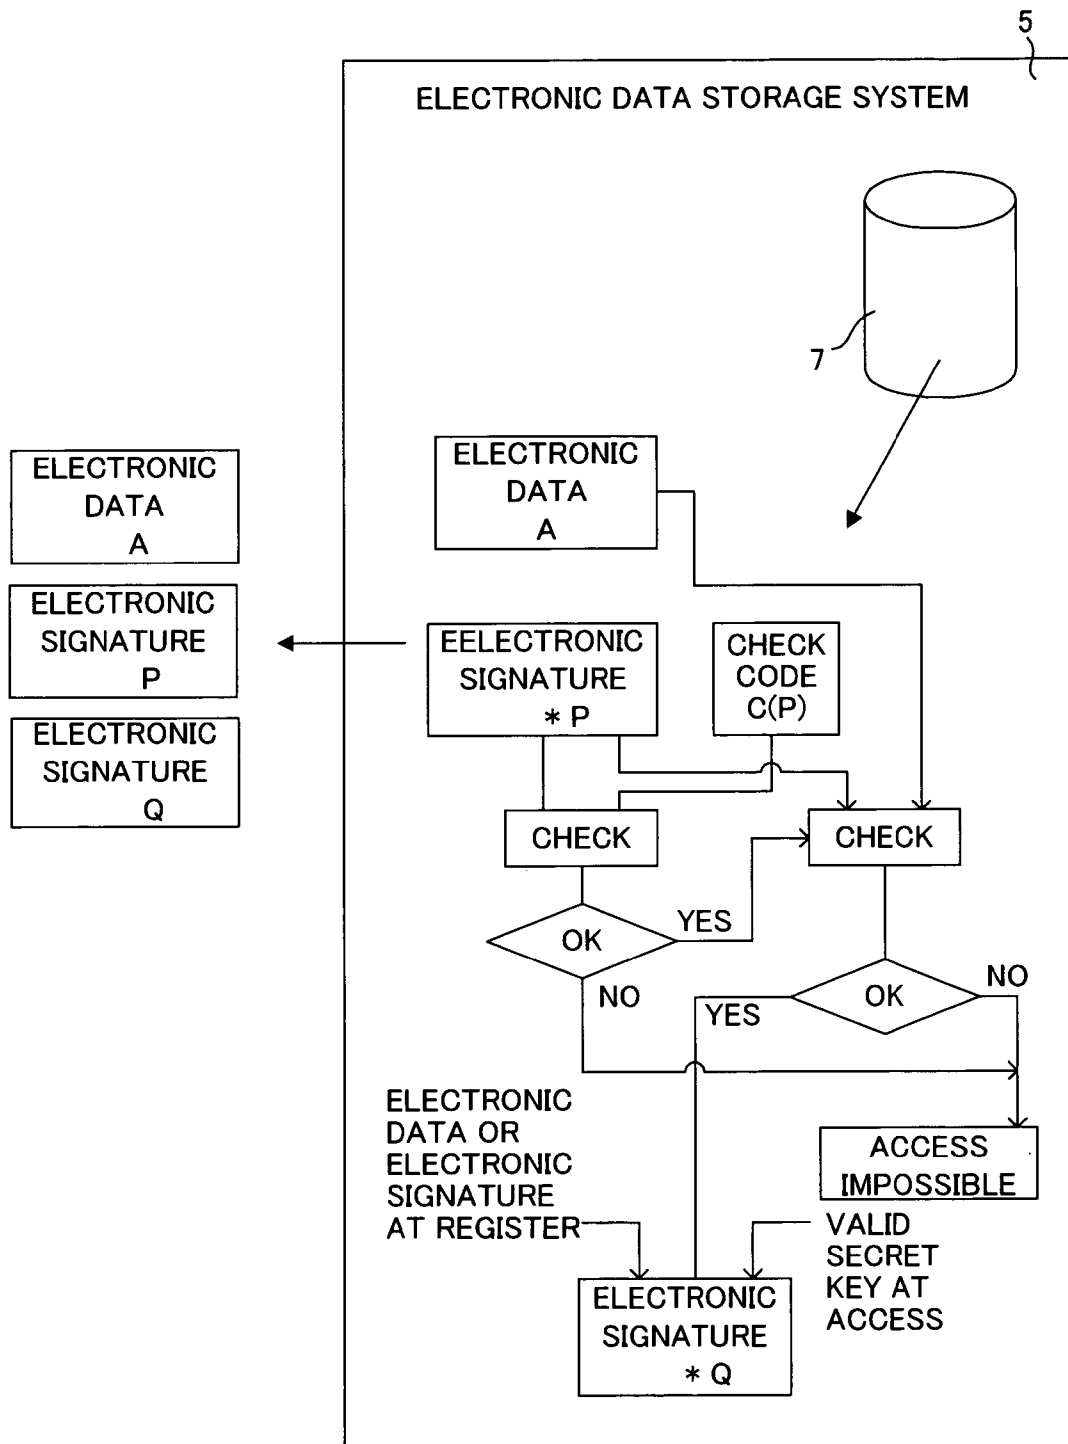 5
ELECTRONIC DATA STORAGE SYSTEM
7
ELECTRONIC
DATA
A
ELECTRONIC
SIGNATURE
P
ELECTRONIC
SIGNATURE
Q
ELECTRONIC
DATA
A
EELECTRONIC
SIGNATURE
* P
CHECK
CODE
C(P)
CHECK
CHECK
OK
YES
NO
OK
YES
NO
ELECTRONIC
DATA OR
ELECTRONIC
SIGNATURE
AT REGISTER
ACCESS
IMPOSSIBLE
VALID
SECRET
KEY AT
ACCESS
ELECTRONIC
SIGNATURE
* Q